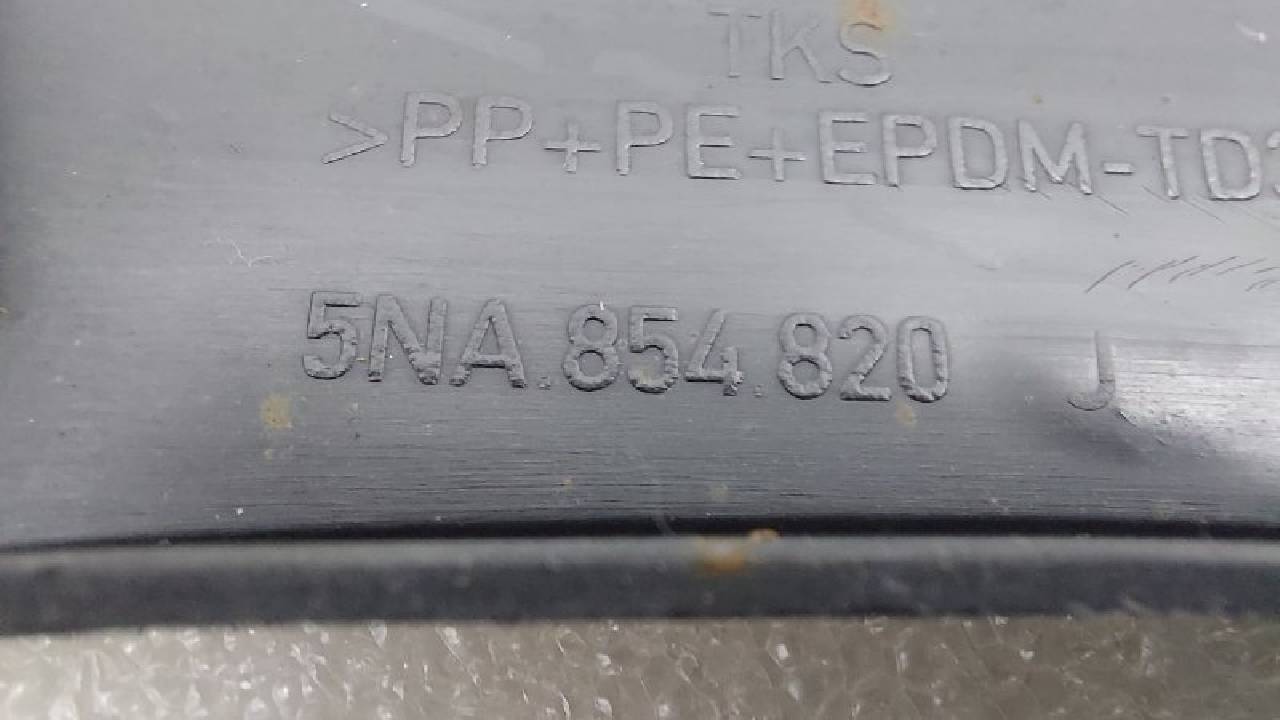 TKS
>PP+PE+EPDM-TD
5NA.854.820 J